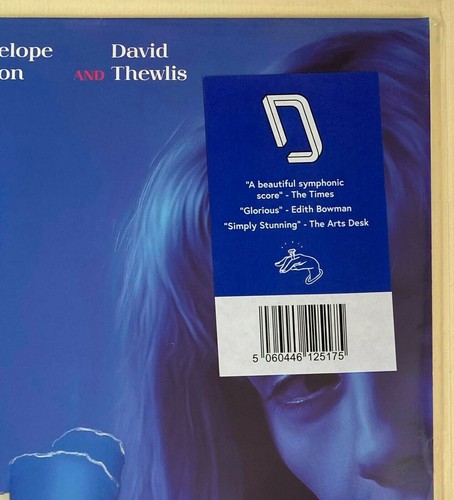 elope
on
David
AND Thewlis
"A beautiful symphonic
score" - The Times
"Glorious" - Edith Bowman
"Simply Stunning" - The Arts Desk
5 060446 125175